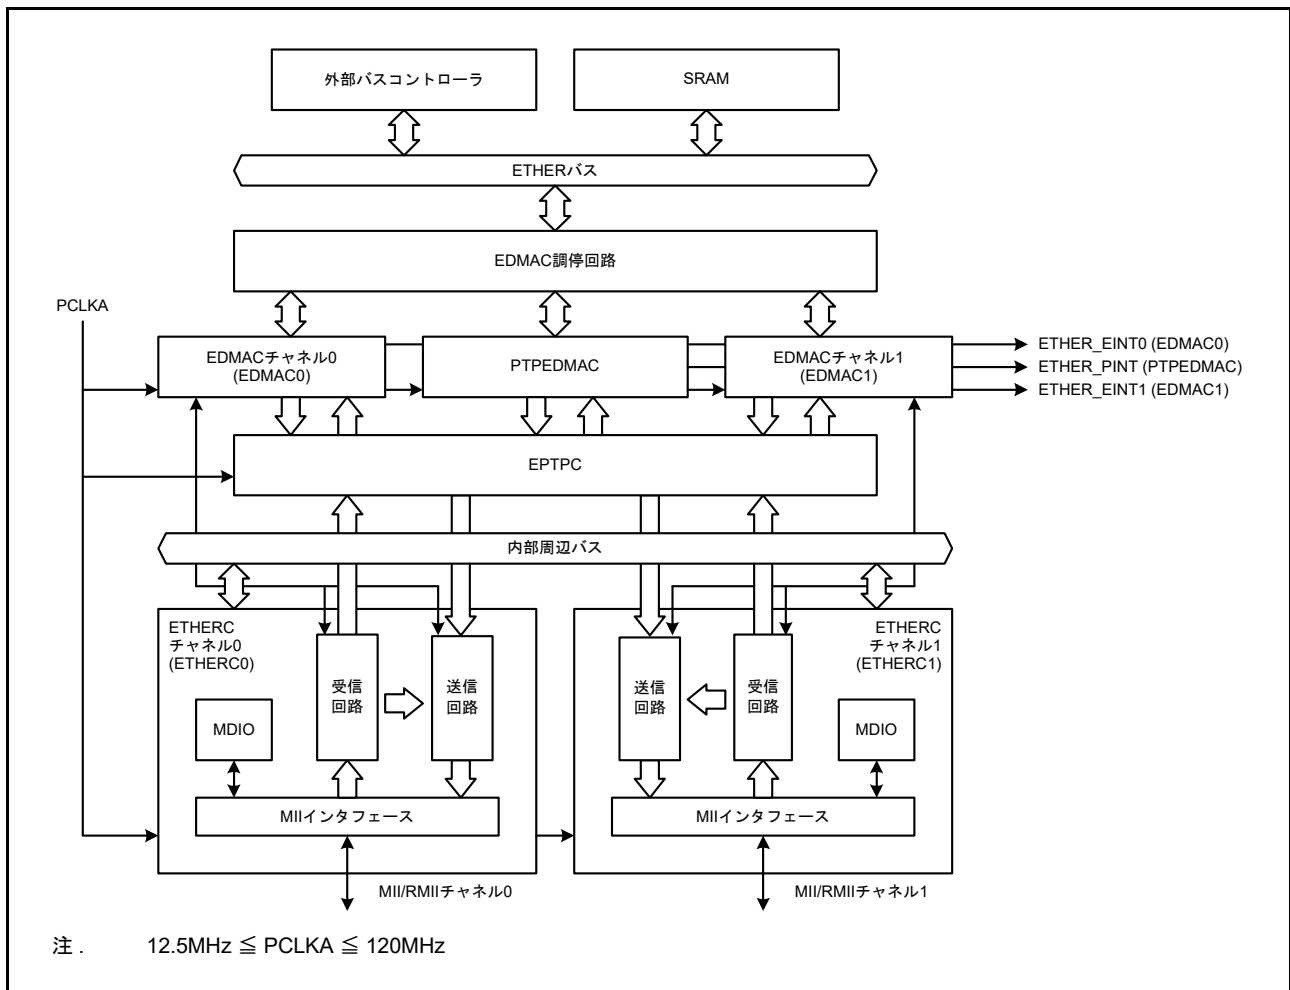 外部バスコントローラ
SRAM
ETHERバス
EDMAC調停回路
PCLKA
EDMACチャネル0
(EDMAC0)
PTPEDMAC
EDMACチャネル1
(EDMAC1)
ETHER_EINT0 (EDMAC0)
ETHER_PINT (PTPEDMAC)
ETHER_EINT1 (EDMAC1)
EPTPC
内部周辺バス
ETHERC
チャネル0
(ETHERC0)
受信
回路
送信
回路
MDIO
MIIインタフェース
MII/RMIIチャネル0
ETHERC
チャネル1
(ETHERC1)
送信
回路
受信
回路
MDIO
MIIインタフェース
MII/RMIIチャネル1
注 . 12.5MHz ≦ PCLKA ≦ 120MHz